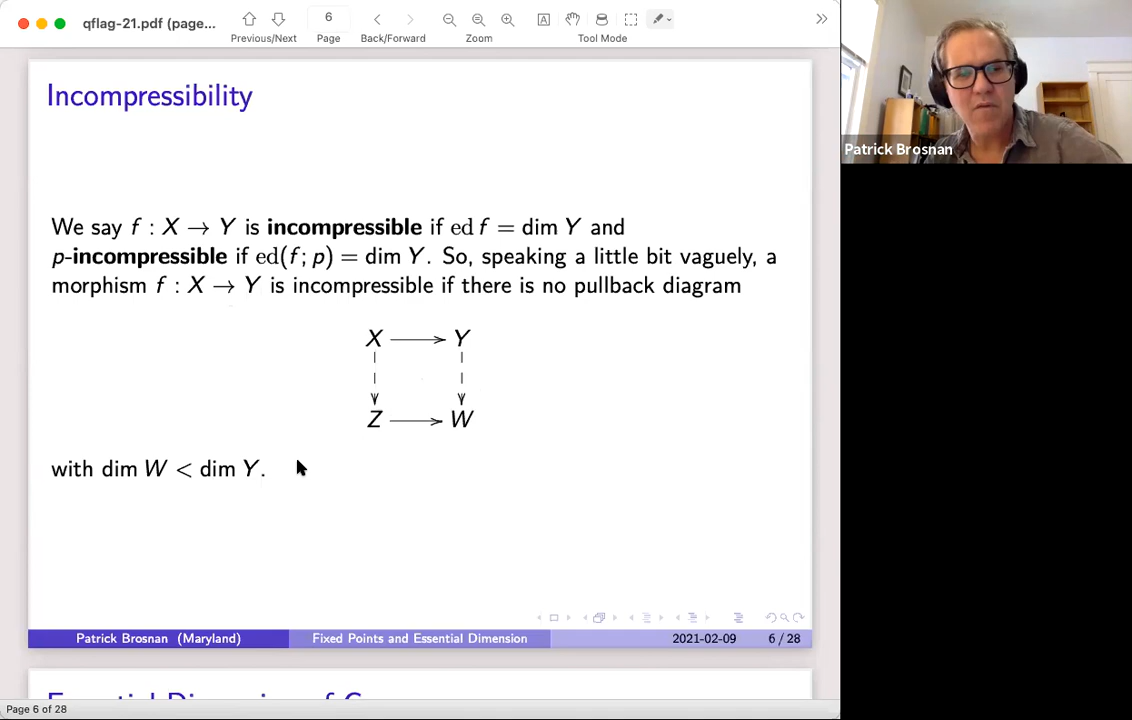 qflag-21.pdf (page...
6
Previous/Next
Page
Back/Forward
Zoom
Tool Mode
Incompressibility
Patrick Brosnan
We say f : X → Y is incompressible if ed f = dim Y and
p-incompressible if ed(f; p) = dim Y. So, speaking a little bit vaguely, a
morphism f : X → Y is incompressible if there is no pullback diagram
X Y
Z W
with dim W < dim Y.
Patrick Brosnan (Maryland)
Fixed Points and Essential Dimension
2021-02-09
6 / 28
Page 6 of 28